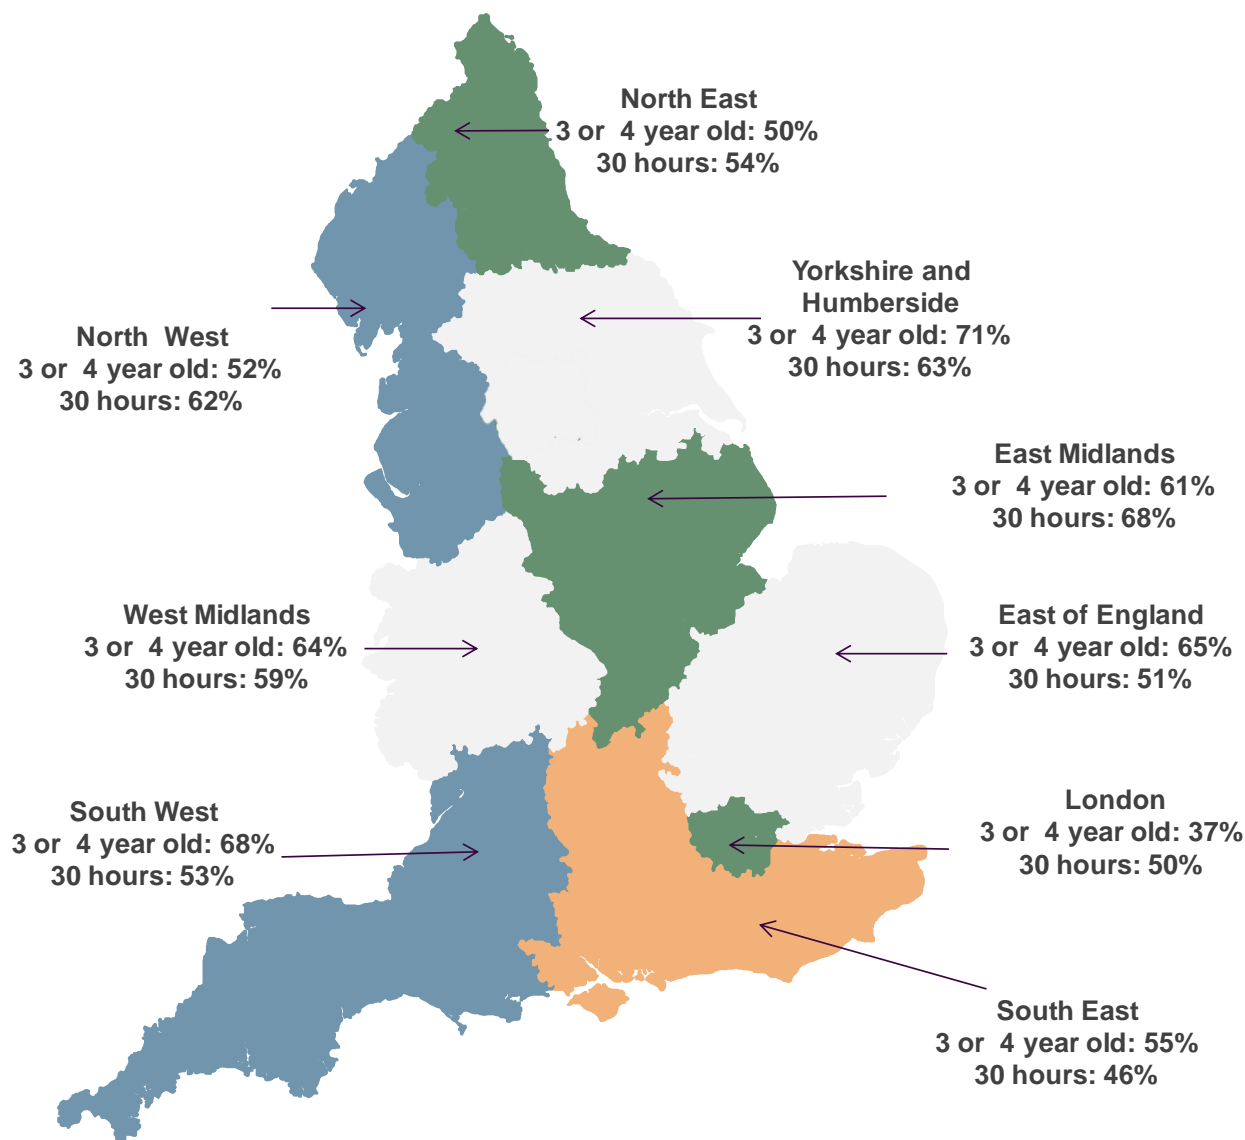 North East
3 or 4 year old: 50%
30 hours: 54%
Yorkshire and
Humberside
3 or 4 year old: 71%
30 hours: 63%
North West
3 or 4 year old: 52%
30 hours: 62%
East Midlands
3 or 4 year old: 61%
30 hours: 68%
West Midlands
3 or 4 year old: 64%
30 hours: 59%
East of England
3 or 4 year old: 65%
30 hours: 51%
South West
3 or 4 year old: 68%
30 hours: 53%
London
3 or 4 year old: 37%
30 hours: 50%
South East
3 or 4 year old: 55%
30 hours: 46%